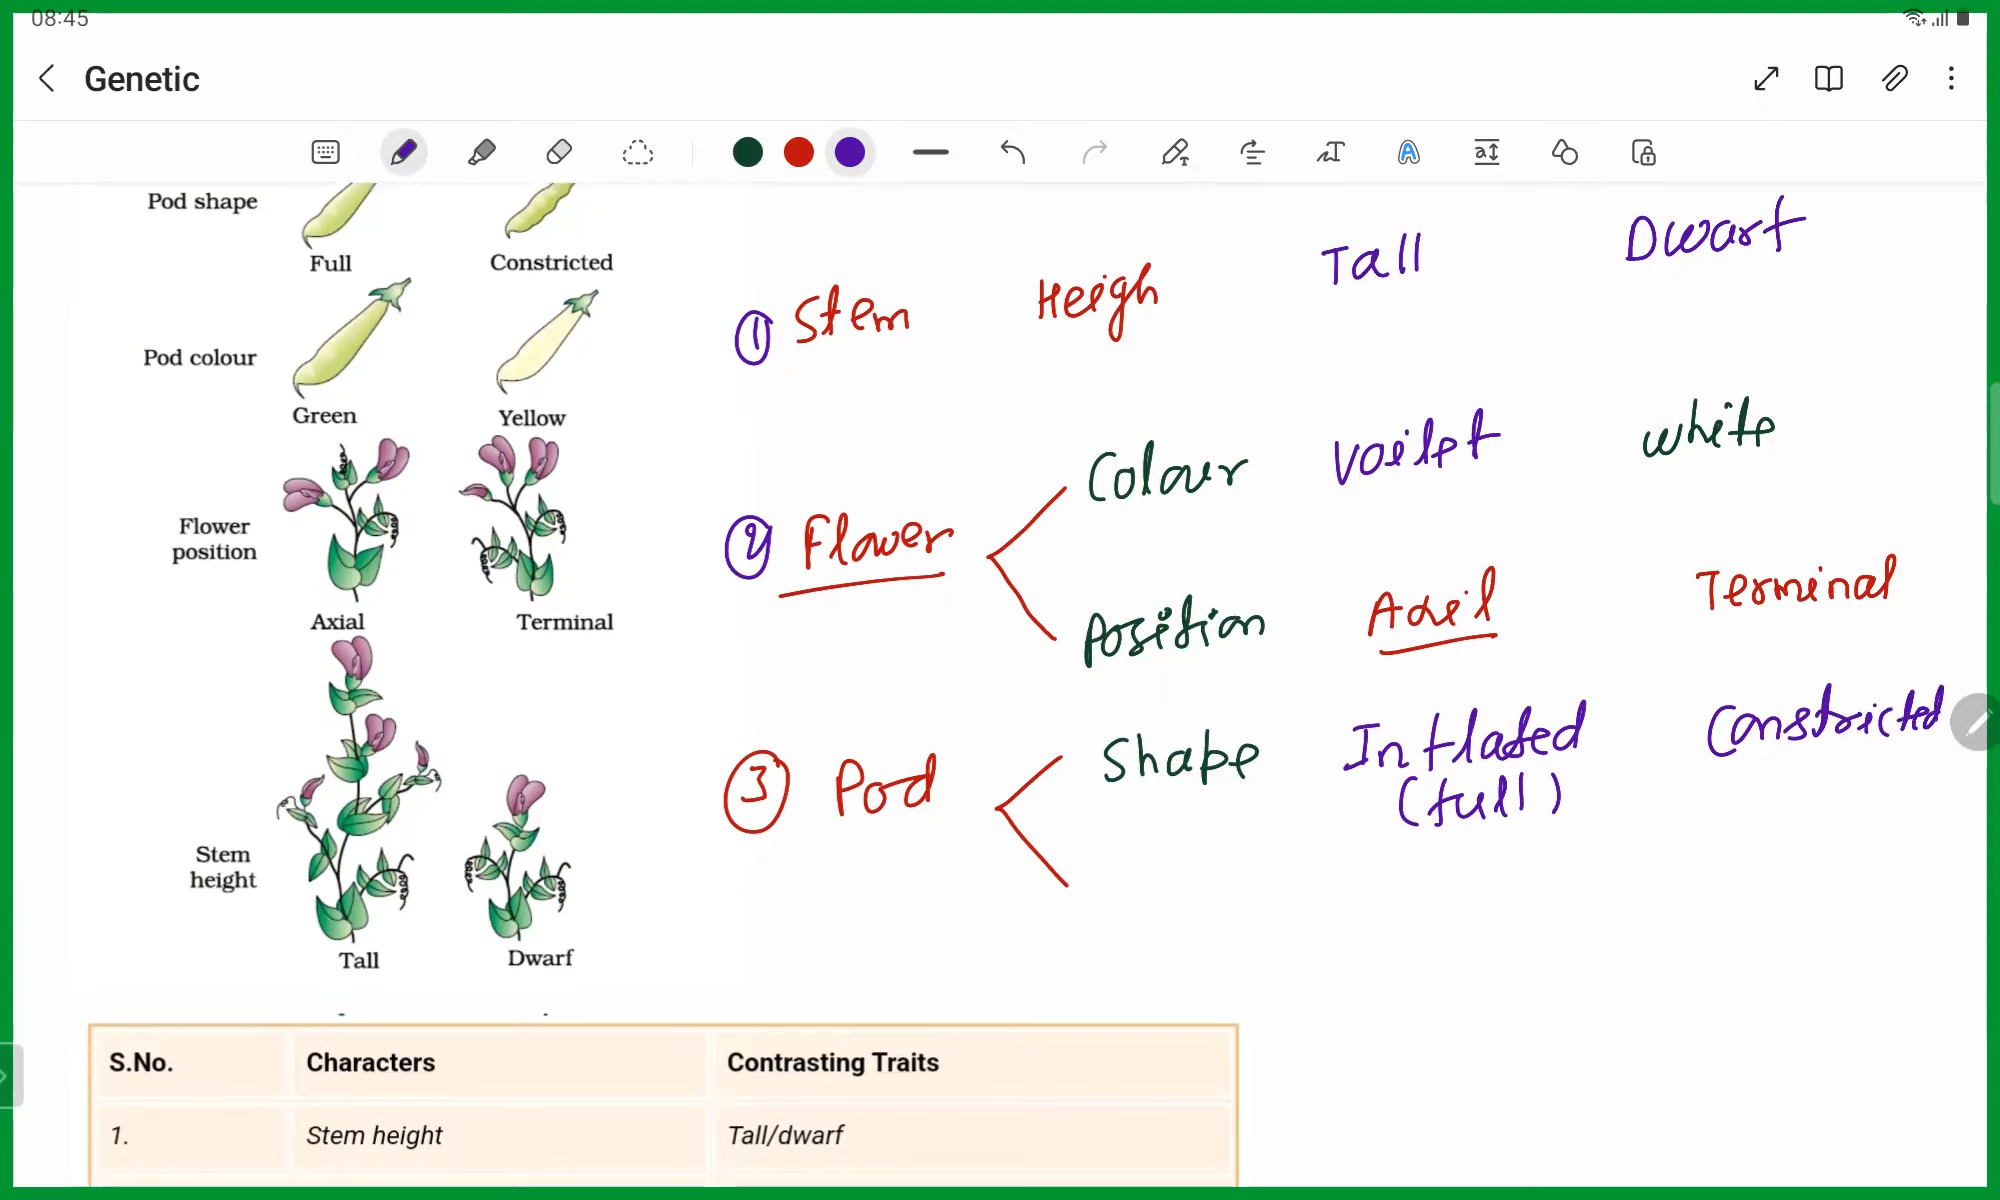 08:45
Genetic
Pod shape
Full
Constricted
Pod colour
Green
Yellow
Flower
position
Axial
Terminal
Stem
height
Tall
Dwarf
① Stem Heigh Tall Dwarf
② Flower
Colour Voilet White
Position Axil Terminal
③ Pod
Shape Inflated Constricted
(full)
S.No. Characters Contrasting Traits
1. Stem height Tall/dwarf